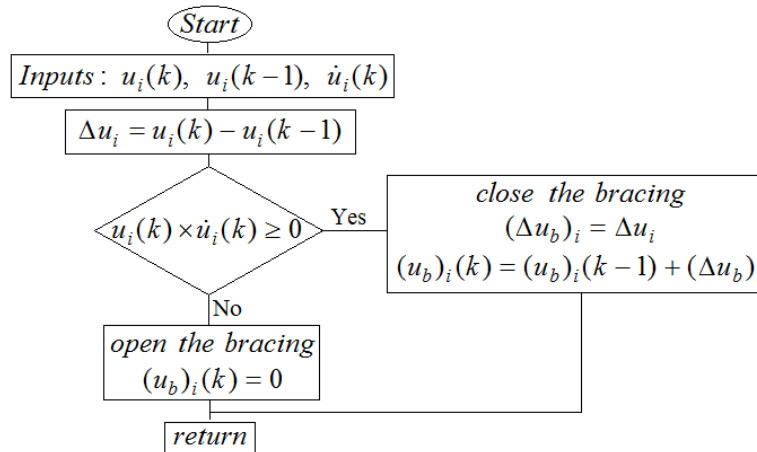 Start
Inputs: u_i(k), u_i(k−1), u̇_i(k)
Δu_i = u_i(k) − u_i(k−1)
u_i(k) × u̇_i(k) ≥ 0
Yes
close the bracing
(Δu_b)_i = Δu_i
(u_b)_i(k) = (u_b)_i(k−1) + (Δu_b)
No
open the bracing
(u_b)_i(k) = 0
return